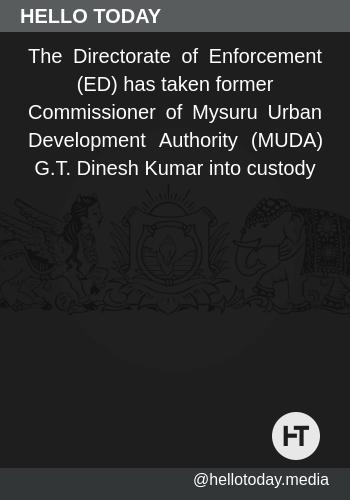 HELLO TODAY
The Directorate of Enforcement
(ED) has taken former
Commissioner of Mysuru Urban
Development Authority (MUDA)
G.T. Dinesh Kumar into custody
HT
@hellotoday.media